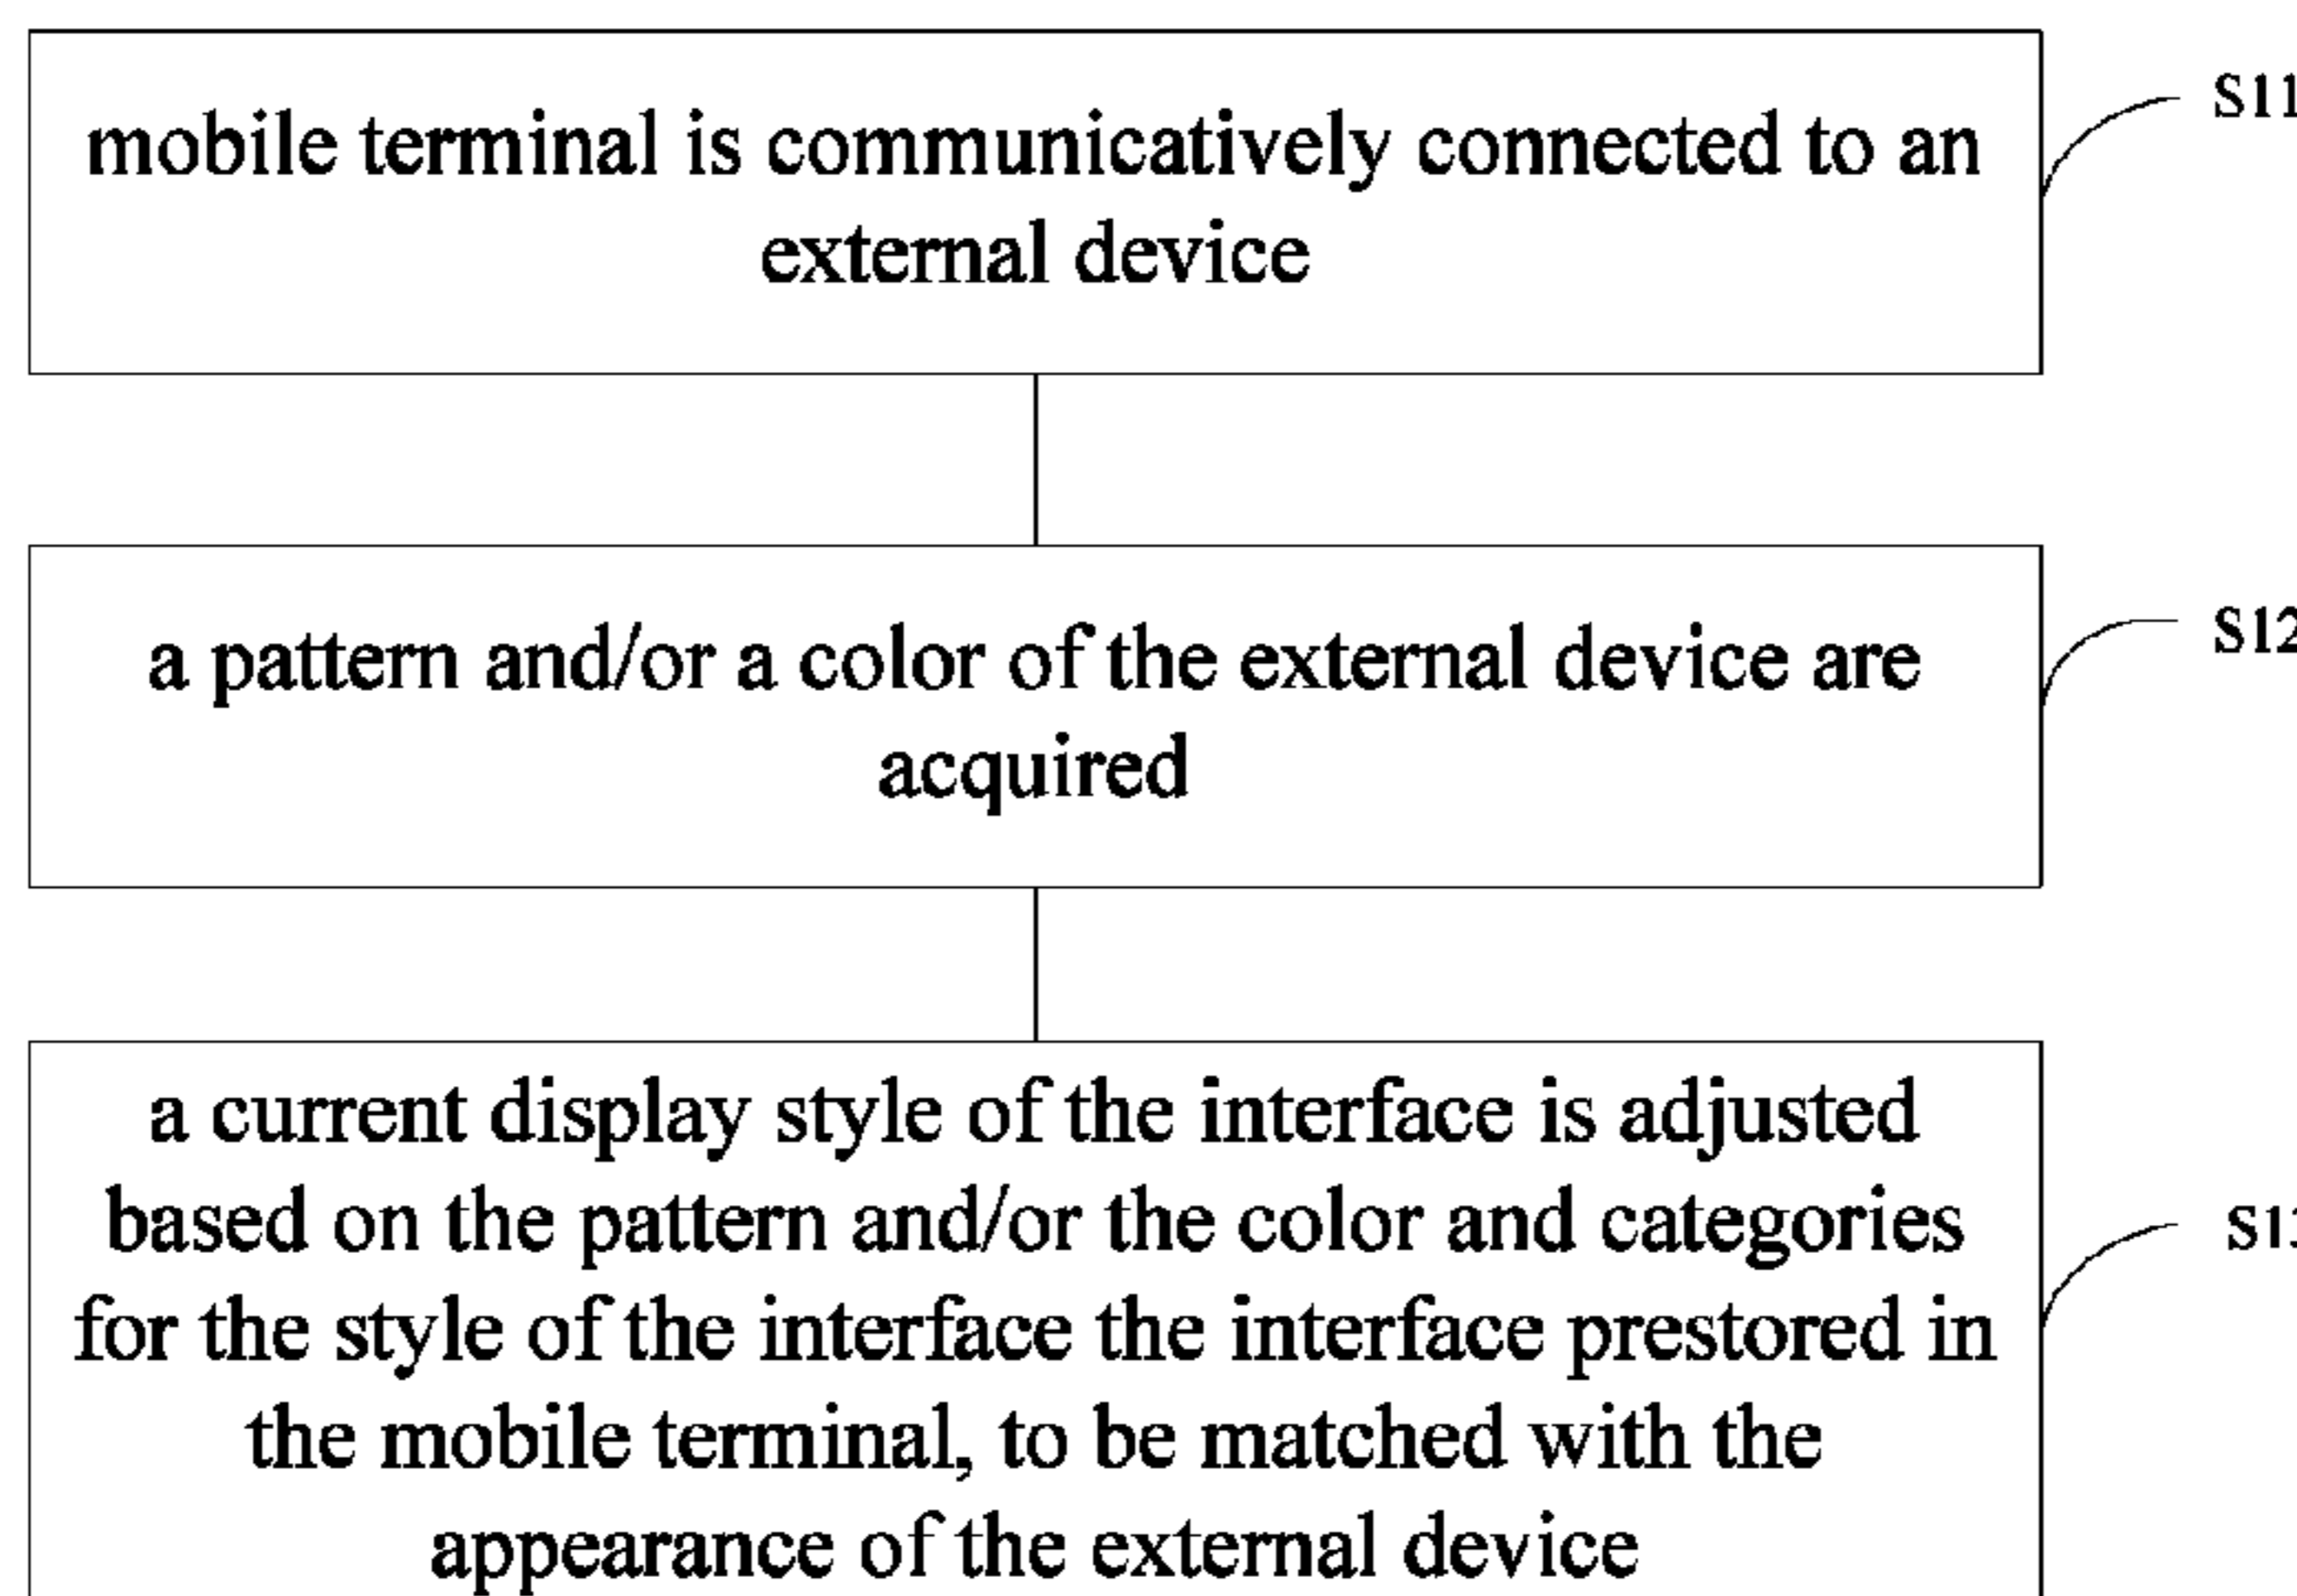 mobile terminal is communicatively connected to an
external device
S11
a pattern and/or a color of the external device are
acquired
S12
a current display style of the interface is adjusted
based on the pattern and/or the color and categories
for the style of the interface the interface prestored in
the mobile terminal, to be matched with the
appearance of the external device
S13